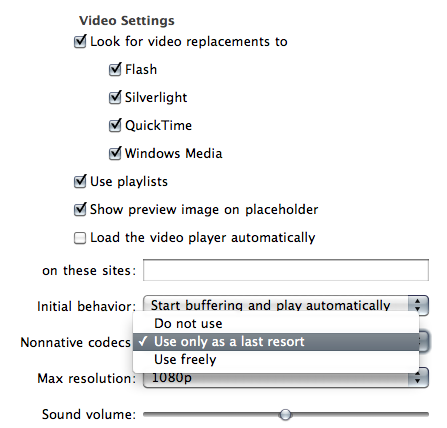 Video Settings
Look for video replacements to
Flash
Silverlight
QuickTime
Windows Media
Use playlists
Show preview image on placeholder
Load the video player automatically
on these sites:
Initial behavior: Start buffering and play automatically
Do not use
Nonnative codecs: Use only as a last resort
Use freely
Max resolution: 1080p
Sound volume: